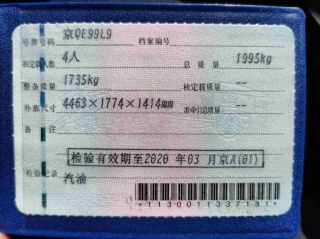 号牌号码 京QE99L9 档案编号
核定载人数 4人 总质量 1995kg
整备质量 1735kg 核定载质量 --
外廓尺寸 4463×1774×1414mm 准牵引总质量 --
备注
检验有效期至2020年03月京A(01)
检验记录 汽油
*1130011337181*